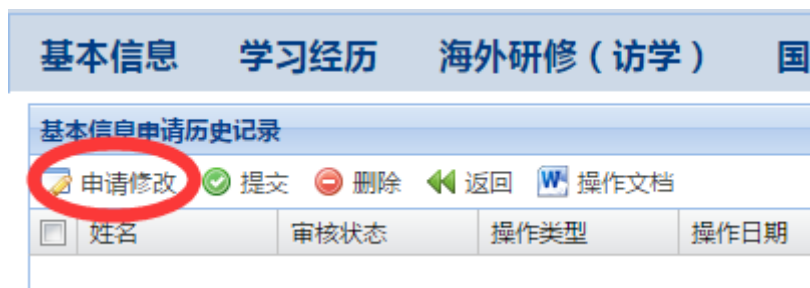 基本信息 学习经历 海外研修（访学） 国
基本信息申请历史记录
申请修改 提交 删除 返回 操作文档
姓名 审核状态 操作类型 操作日期